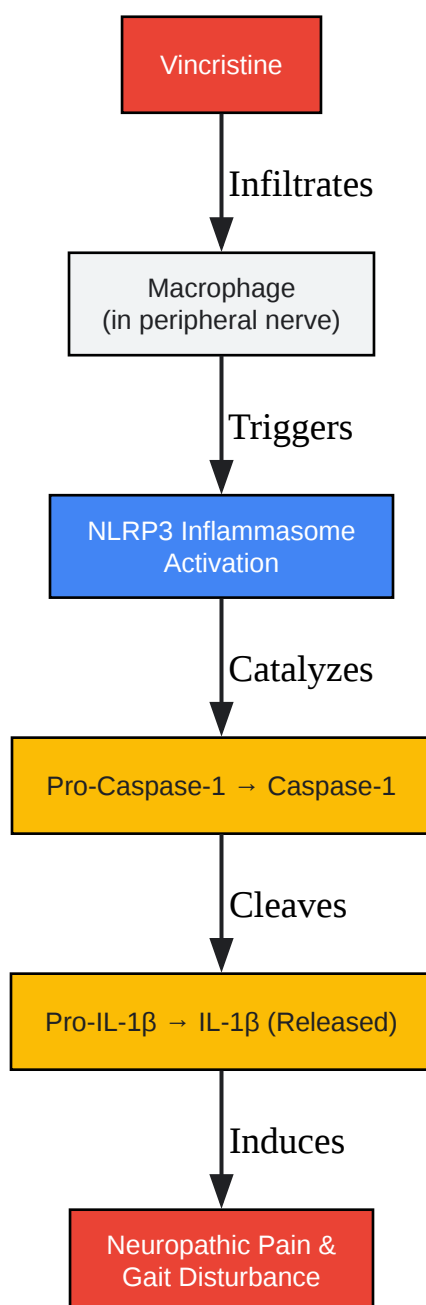 Vincristine
Infiltrates
Macrophage
(in peripheral nerve)
Triggers
NLRP3 Inflammasome
Activation
Catalyzes
Pro-Caspase-1 → Caspase-1
Cleaves
Pro-IL-1β → IL-1β (Released)
Induces
Neuropathic Pain &
Gait Disturbance